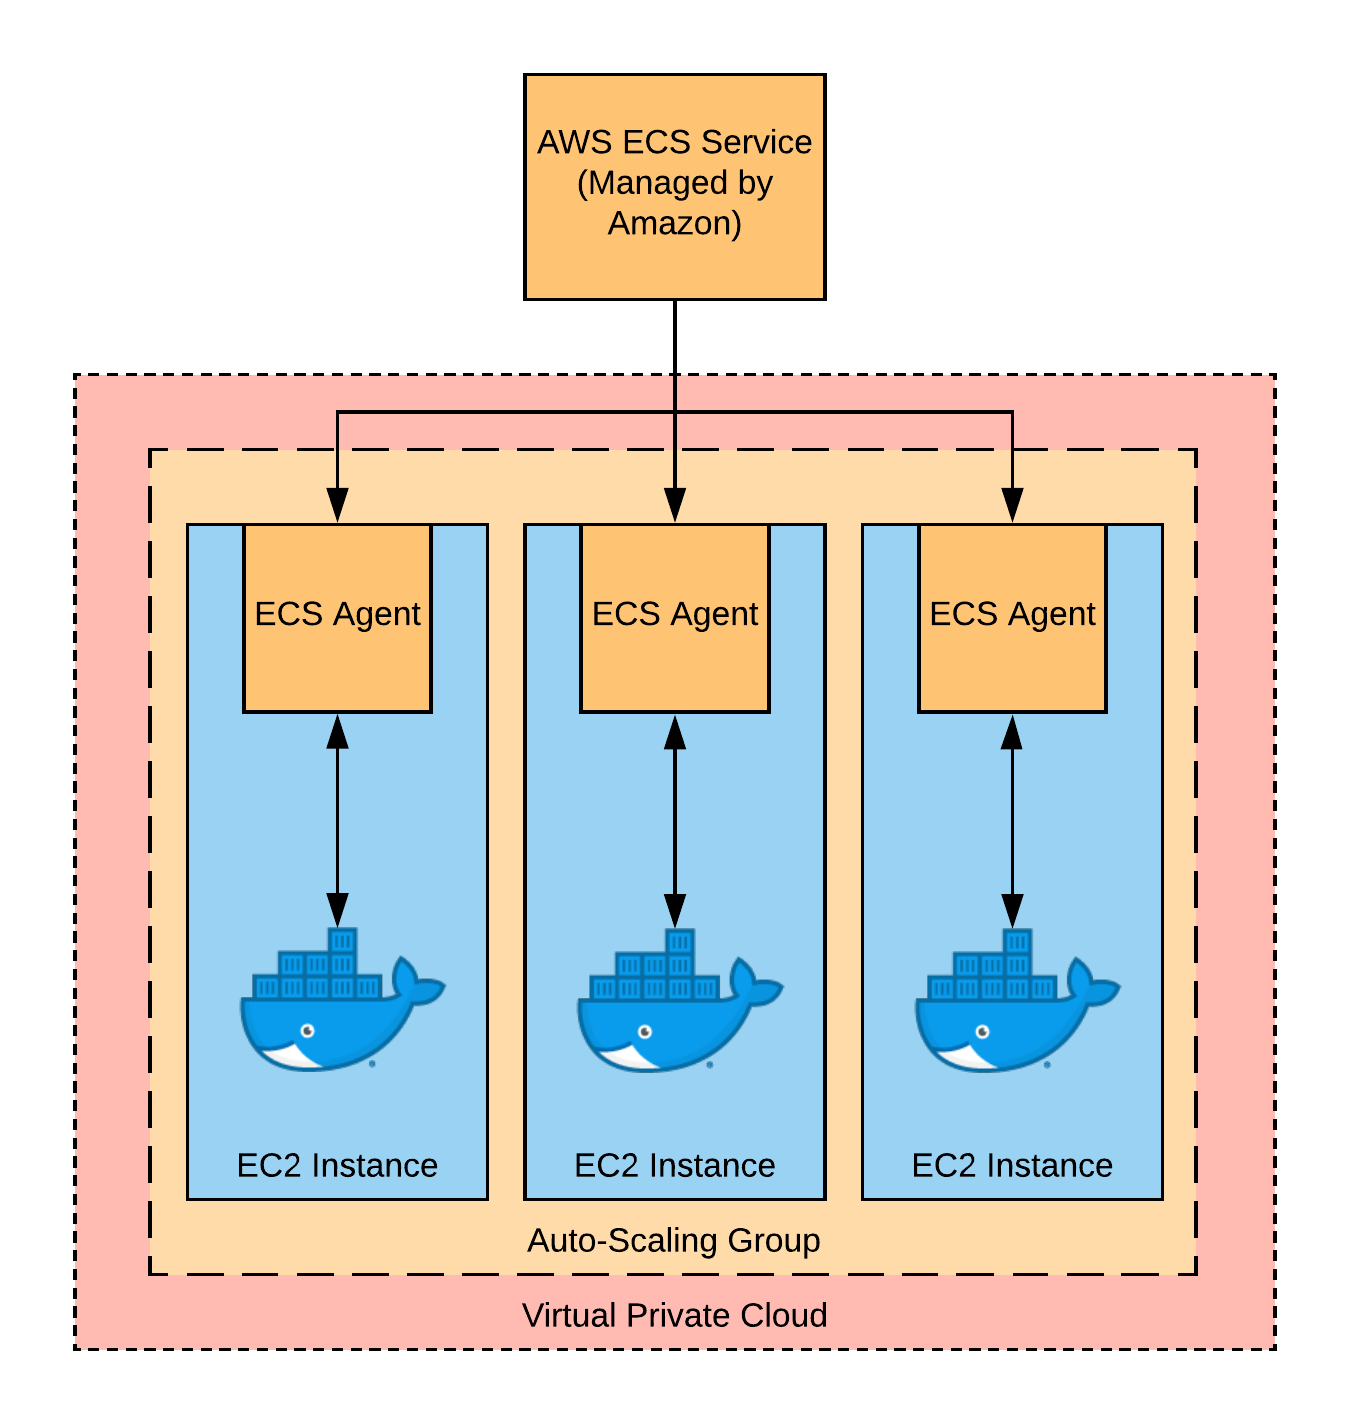 AWS ECS Service
(Managed by
Amazon)
ECS Agent
ECS Agent
ECS Agent
EC2 Instance
EC2 Instance
EC2 Instance
Auto-Scaling Group
Virtual Private Cloud